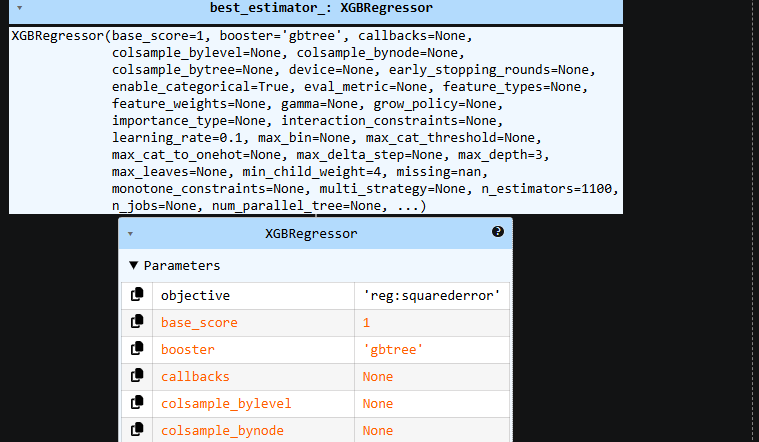 best_estimator_: XGBRegressor
XGBRegressor(base_score=1, booster='gbtree', callbacks=None,
colsample_bylevel=None, colsample_bynode=None,
colsample_bytree=None, device=None, early_stopping_rounds=None,
enable_categorical=True, eval_metric=None, feature_types=None,
feature_weights=None, gamma=None, grow_policy=None,
importance_type=None, interaction_constraints=None,
learning_rate=0.1, max_bin=None, max_cat_threshold=None,
max_cat_to_onehot=None, max_delta_step=None, max_depth=3,
max_leaves=None, min_child_weight=4, missing=nan,
monotone_constraints=None, multi_strategy=None, n_estimators=1100,
n_jobs=None, num_parallel_tree=None, ...)
XGBRegressor ?
Parameters
objective 'reg:squarederror'
base_score 1
booster 'gbtree'
callbacks None
colsample_bylevel None
colsample_bynode None